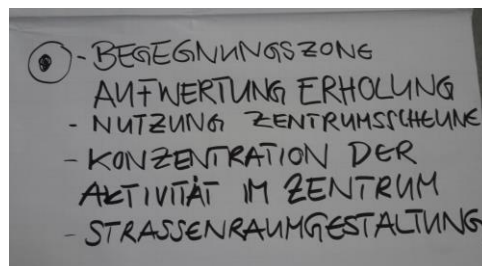 - BEGEGNUNGSZONE
AUFWERTUNG ERHOLUNG
- NUTZUNG ZENTRUMSSCHEUNE
- KONZENTRATION DER
AKTIVITÄT IM ZENTRUM
- STRASSENRAUMGESTALTUNG